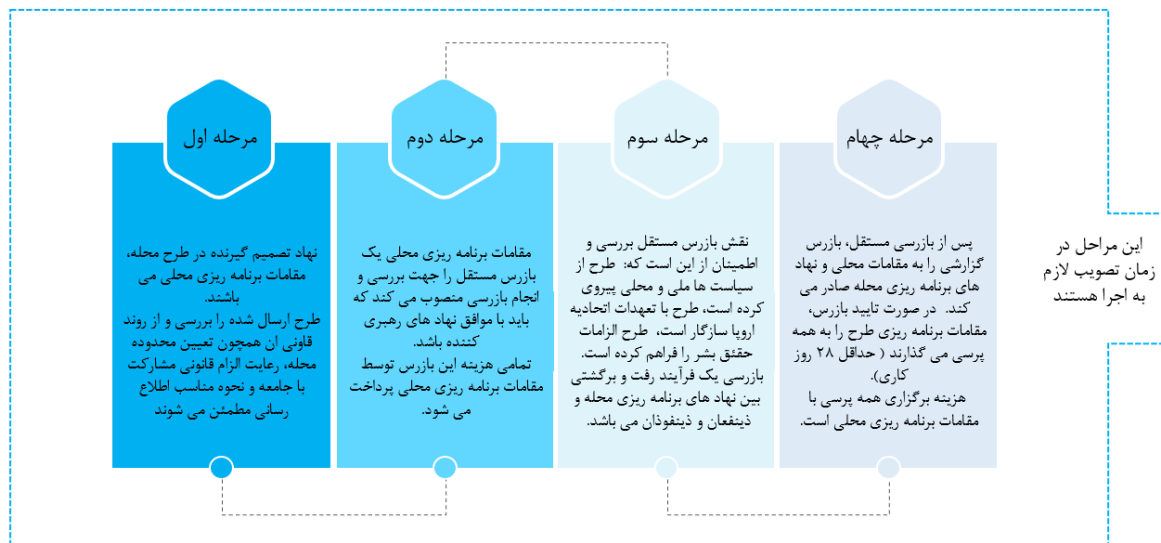 مرحله اول
نهاد تصمیم گیرنده در طرح محله،
مقامات برنامه ریزی محلی می
باشند.
طرح ارسال شده را بررسی و از روند
قاونی ان همچون تعیین محدوده
محله، رعایت الزام قانونی مشارکت
با جامعه و نحوه مناسب اطلاع
رسانی مطمئن می شوند
مرحله دوم
مقامات برنامه ریزی محلی یک
بازرس مستقل را جهت بررسی و
انجام بازرسی منصوب می کند که
باید با موافق نهاد های رهبری
کننده باشد.
تمامی هزینه این بازرس توسط
مقامات برنامه ریزی محلی پرداخت
می شود.
مرحله سوم
نقش بازرس مستقل بررسی و
اطمینان از این است که: طرح از
سیاست ها ملی و محلی پیروی
کرده است، طرح با تعهدات اتحادیه
اروپا سازگار است، طرح الزامات
حقئق بشر را فراهم کرده است.
بازرسی یک فرآیند رفت و برگشتی
بین نهاد های برنامه ریزی محله و
ذینفعان و ذینفوذان می باشد.
مرحله چهام
پس از بازرسی مستقل، بازرس
گزارشی را به مقامات محلی و نهاد
های برنامه ریزی محله صادر می
کند. در صورت تایید بازرس،
مقامات برنامه ریزی طرح را به همه
پرسی می گذارند ( حداقل ۲۸ روز
کاری).
هزینه برگزاری همه پرسی با
مقامات برنامه ریزی محلی است.
این مراحل در
زمان تصویب لازم
به اجرا هستند